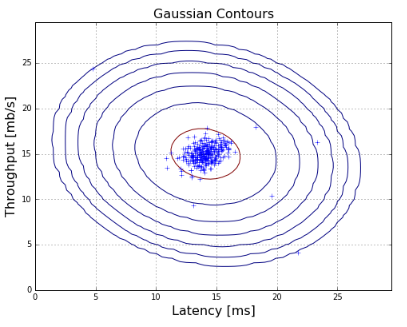 Gaussian Contours
Throughput [mb/s]
25
20
15
10
5
0
0 5 10 15 20 25
Latency [ms]